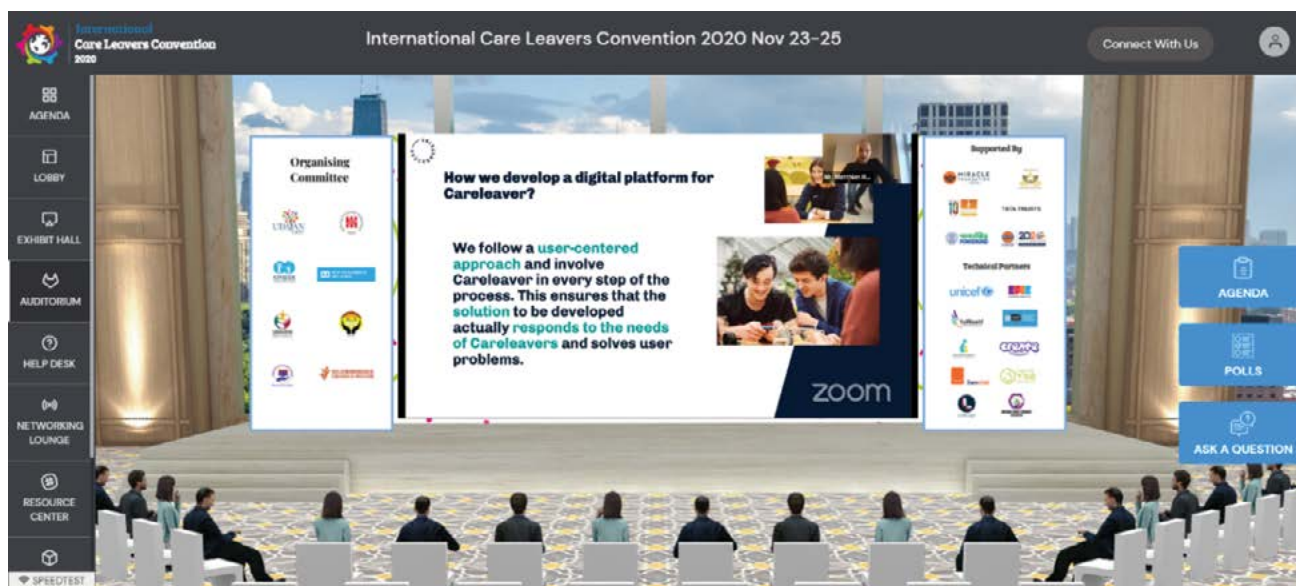 International
Care Leavers Convention
2020
International Care Leavers Convention 2020 Nov 23-25
Connect With Us
AGENDA
LOBBY
EXHIBIT HALL
AUDITORIUM
HELP DESK
NETWORKING
LOUNGE
RESOURCE
CENTER
SPEEDTEST
Organising
Committee
UDAYAN
How we develop a digital platform for
Careleaver?
We follow a user-centered
approach and involve
Careleaver in every step of the
process. This ensures that the
solution to be developed
actually responds to the needs
of Careleavers and solves user
problems.
zoom
Supported By
MIRACLE
FOUNDATION
TATA TRUSTS
Technical Partners
unicef
AGENDA
POLLS
ASK A QUESTION